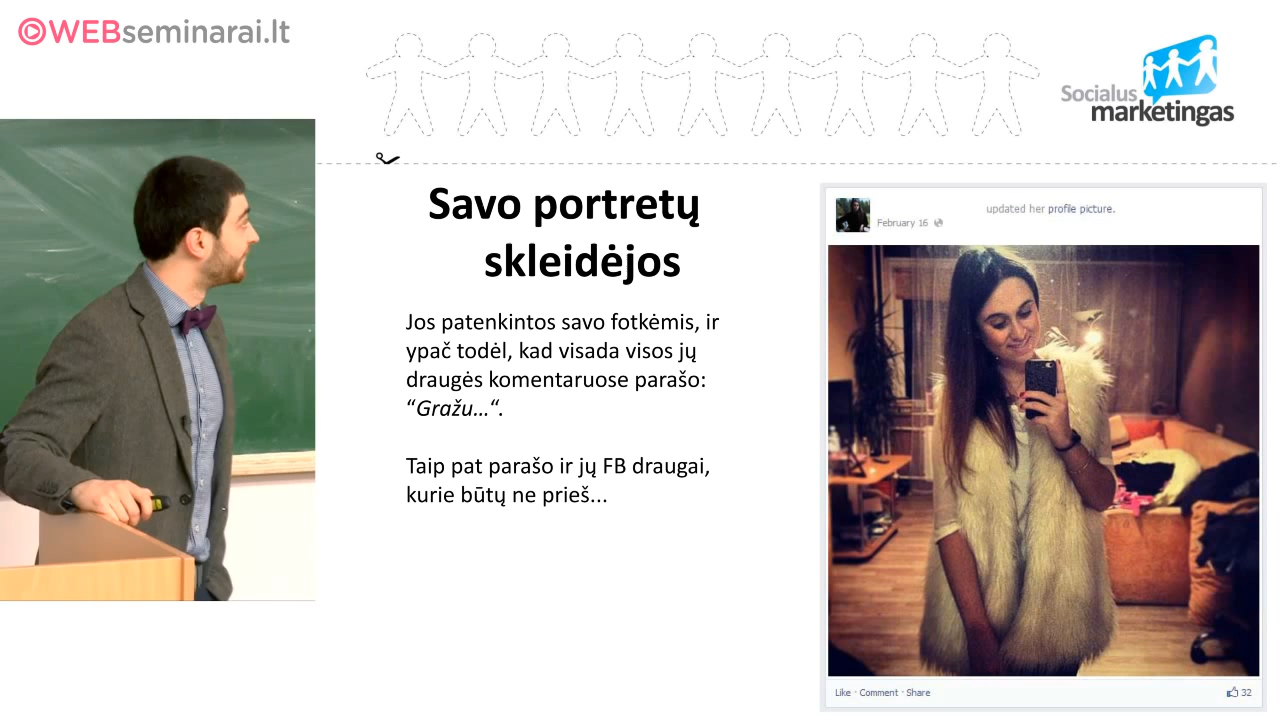 WEBseminarai.lt
Socialus
marketingas
Savo portretų
skleidėjos
Jos patenkintos savo fotkėmis, ir
ypač todėl, kad visada visos jų
draugės komentaruose parašo:
“Gražu…“.
Taip pat parašo ir jų FB draugai,
kurie būtų ne prieš...
updated her profile picture.
February 16
Like · Comment · Share
32